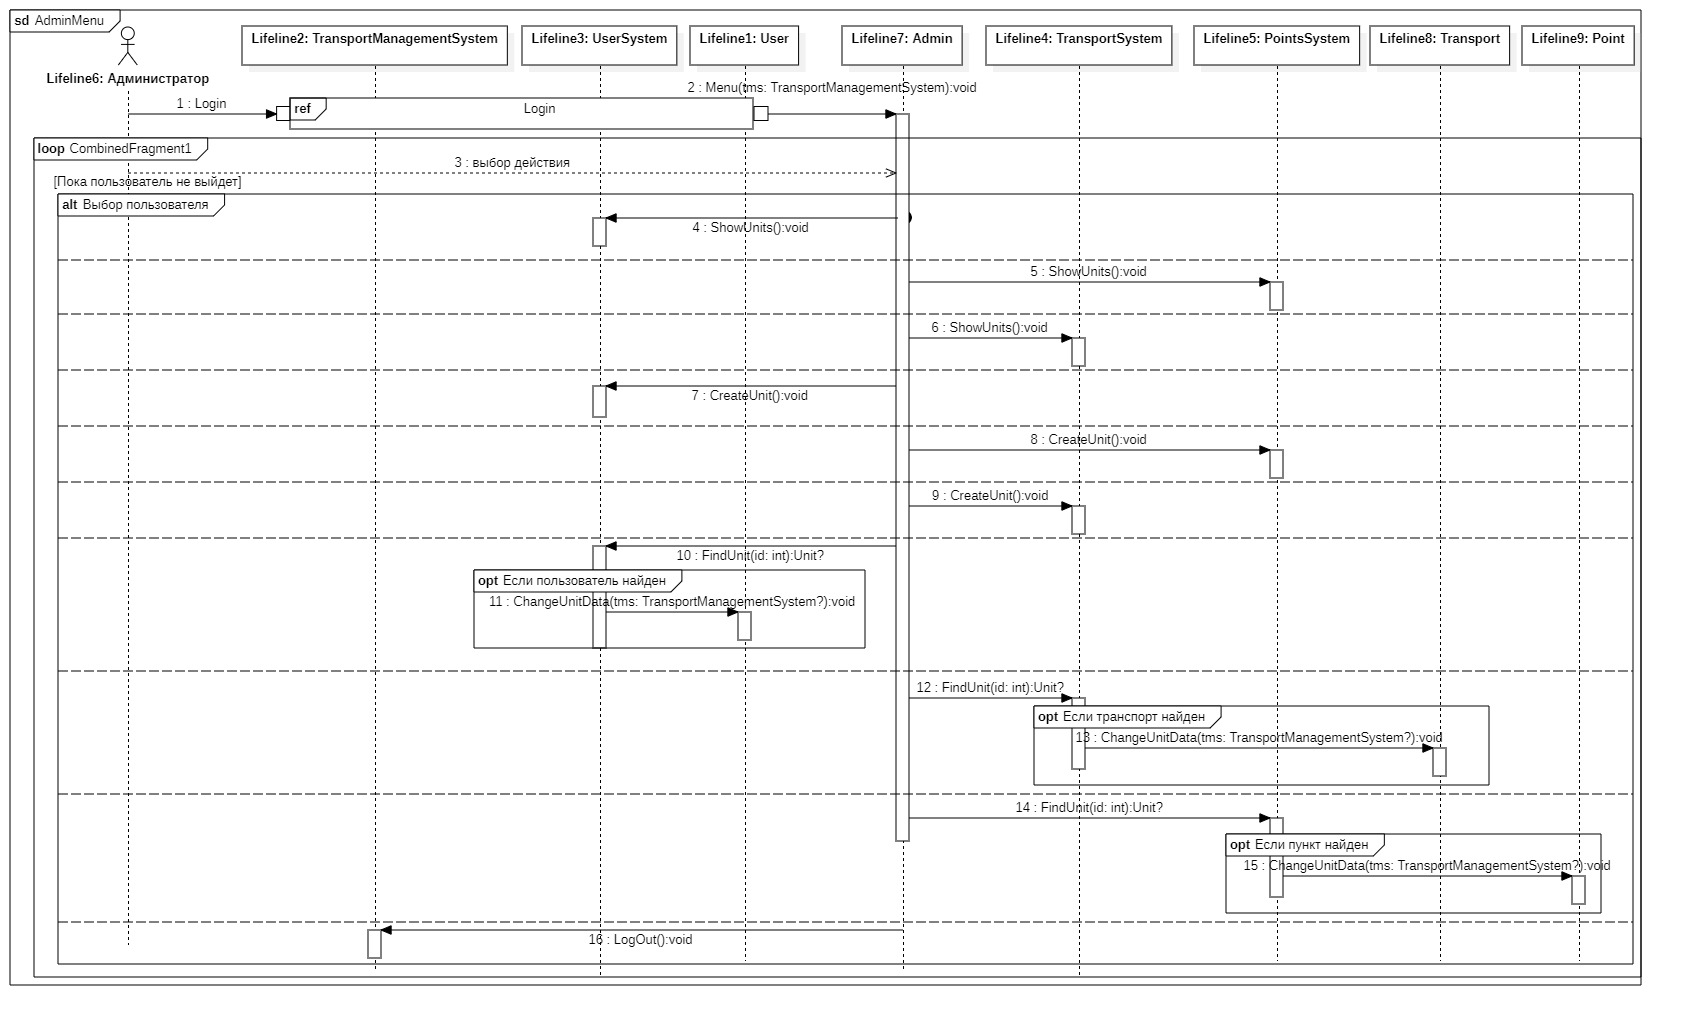 sd AdminMenu
Lifeline6: Администратор
Lifeline2: TransportManagementSystem
Lifeline3: UserSystem
Lifeline1: User
Lifeline7: Admin
Lifeline4: TransportSystem
Lifeline5: PointsSystem
Lifeline8: Transport
Lifeline9: Point
1 : Login
ref
Login
2 : Menu(tms: TransportManagementSystem):void
loop CombinedFragment1
3 : выбор действия
[Пока пользователь не выйдет]
alt Выбор пользователя
4 : ShowUnits():void
5 : ShowUnits():void
6 : ShowUnits():void
7 : CreateUnit():void
8 : CreateUnit():void
9 : CreateUnit():void
10 : FindUnit(id: int):Unit?
opt Если пользователь найден
11 : ChangeUnitData(tms: TransportManagementSystem?):void
12 : FindUnit(id: int):Unit?
opt Если транспорт найден
13 : ChangeUnitData(tms: TransportManagementSystem?):void
14 : FindUnit(id: int):Unit?
opt Если пункт найден
15 : ChangeUnitData(tms: TransportManagementSystem?):void
16 : LogOut():void